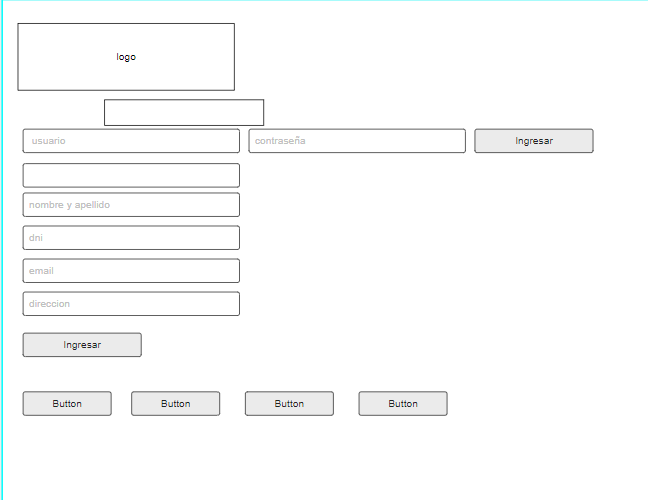 logo
usuario
contraseña
Ingresar
nombre y apellido
dni
email
direccion
Ingresar
Button
Button
Button
Button